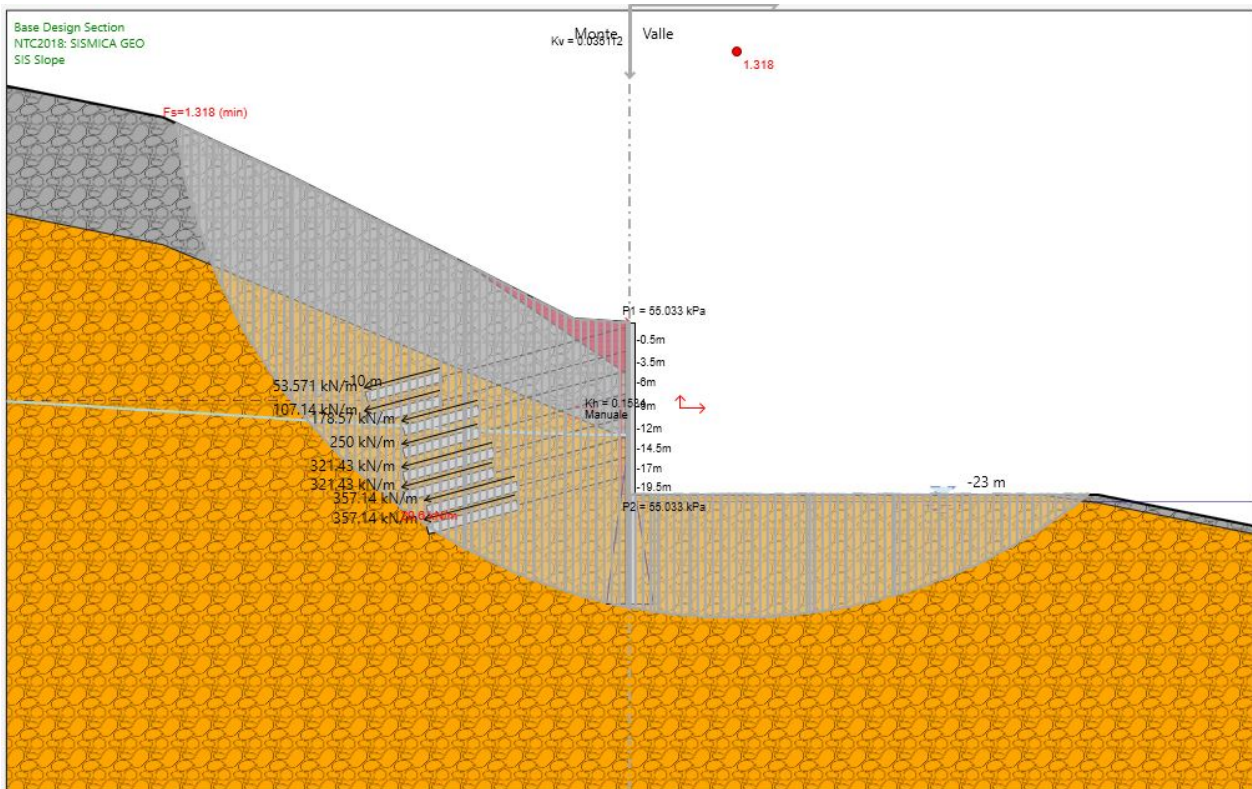 Base Design Section
NTC2018: SISMICA GEO
SIS Slope
Monte Valle
1.318
Fs=1.318 (min)
P1 = 55.033 kPa
-0.5m
-3.5m
-6m
-9m
-12m
-14.5m
-17m
-19.5m
-10 m
53.571 kN/m
107.14 kN/m
178.57 kN/m
250 kN/m
321.43 kN/m
321.43 kN/m
357.14 kN/m
357.14 kN/m
Manuale
-23 m
P2 = 55.033 kPa